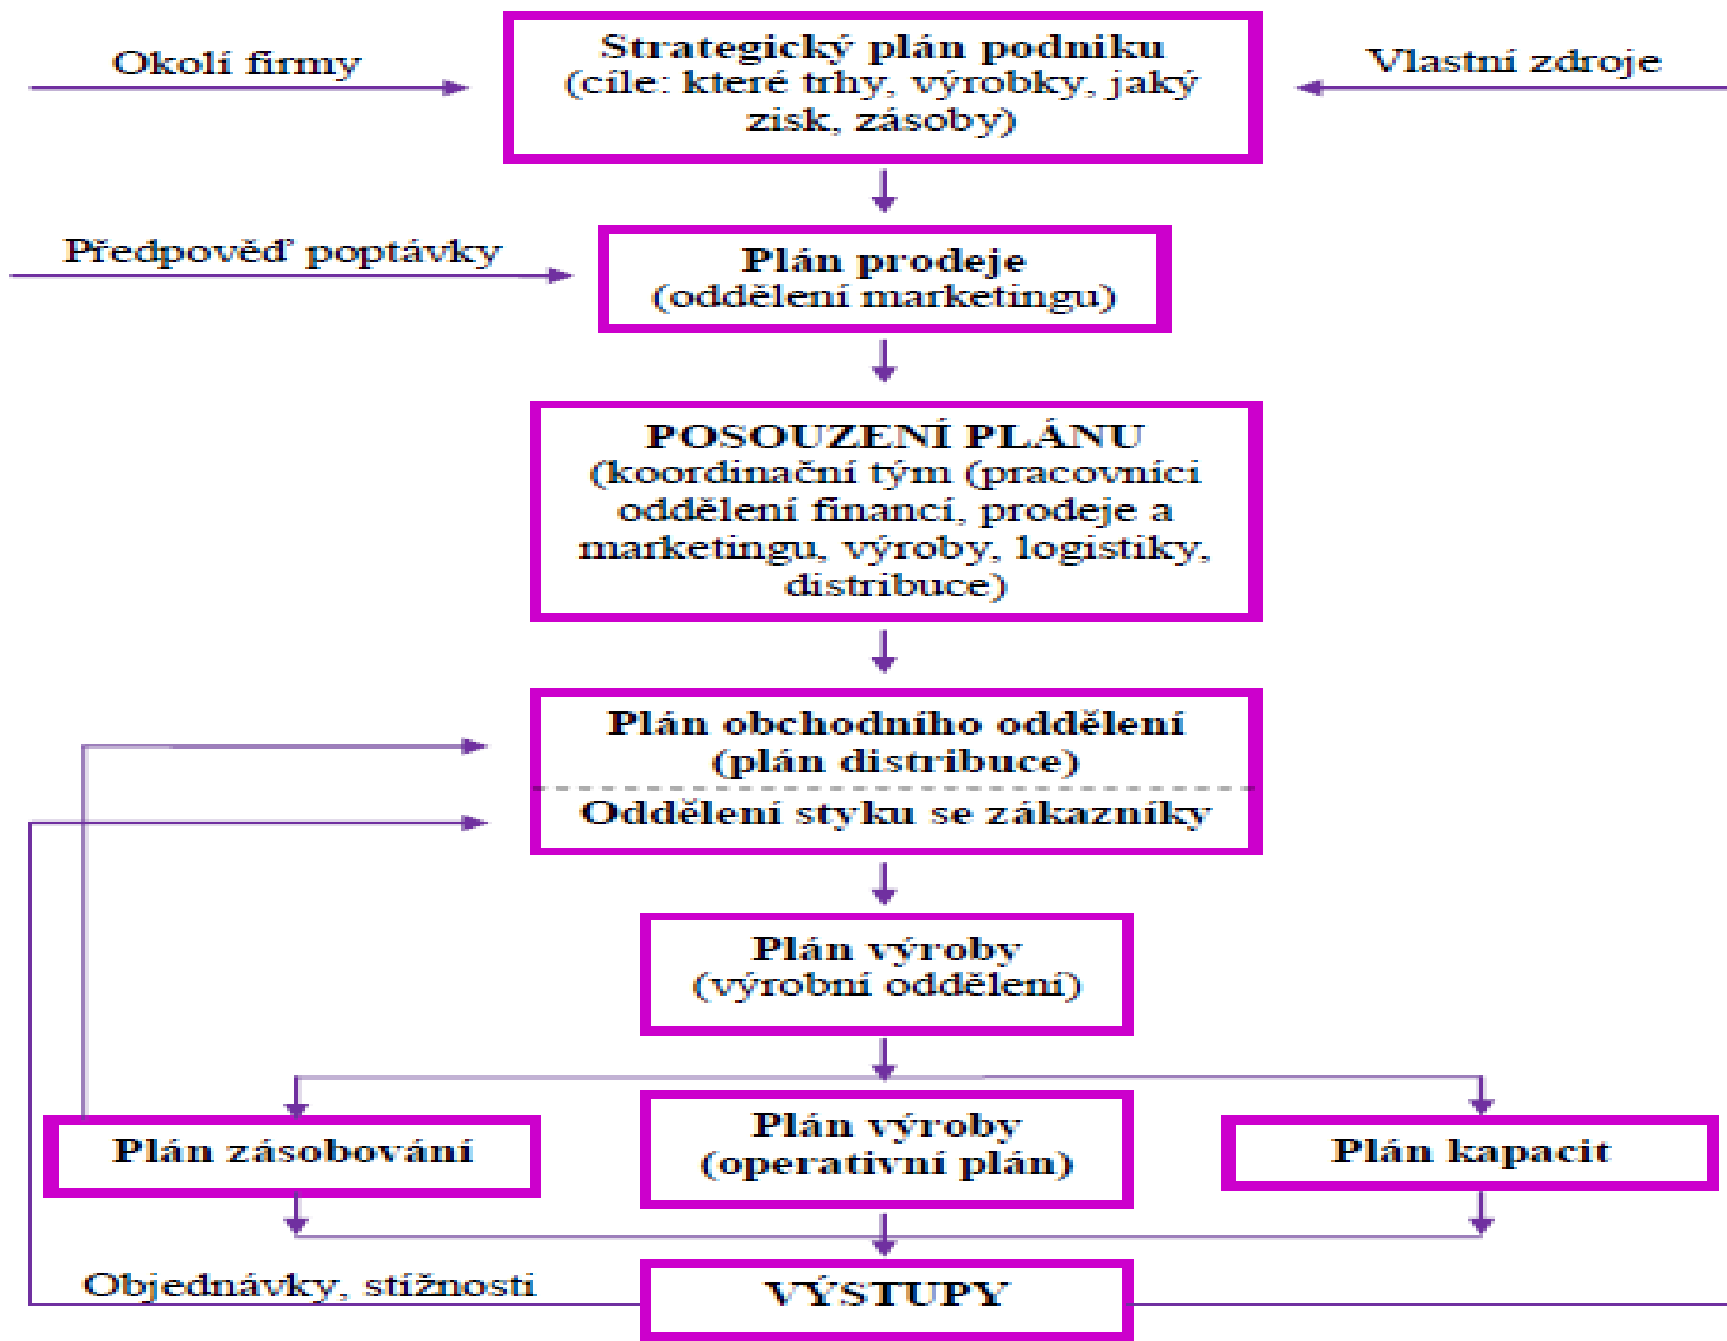 Okolí firmy
Strategický plán podniku
(cíle: které trhy, výrobky, jaký
zisk, zásoby)
Vlastní zdroje
Předpověď poptávky
Plán prodeje
(oddělení marketingu)
POSOUZENÍ PLÁNU
(koordinační tým (pracovníci
oddělení financí, prodeje a
marketingu, výroby, logistiky,
distribuce)
Plán obchodního oddělení
(plán distribuce)
Oddělení styku se zákazníky
Plán výroby
(výrobní oddělení)
Plán zásobování
Plán výroby
(operativní plán)
Plán kapacit
Objednávky, stížnosti
VÝSTUPY